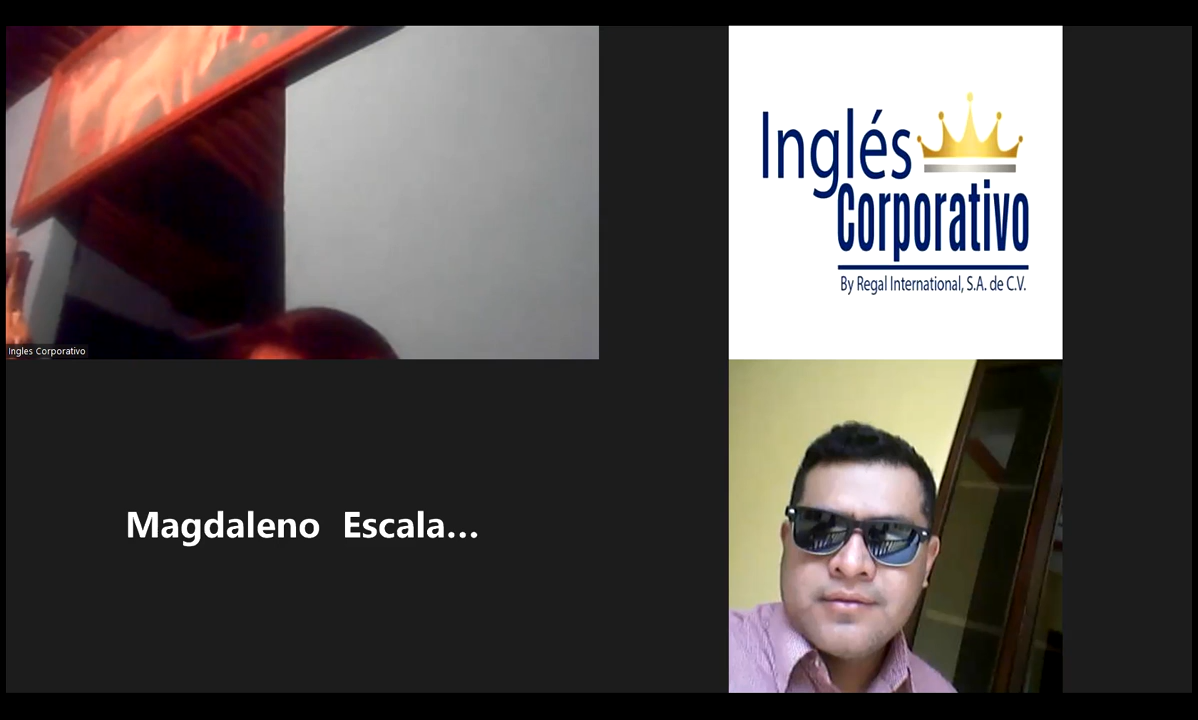 Ingles Corporativo
Inglés
Corporativo
By Regal International, S.A. de C.V.
Magdaleno Escala...